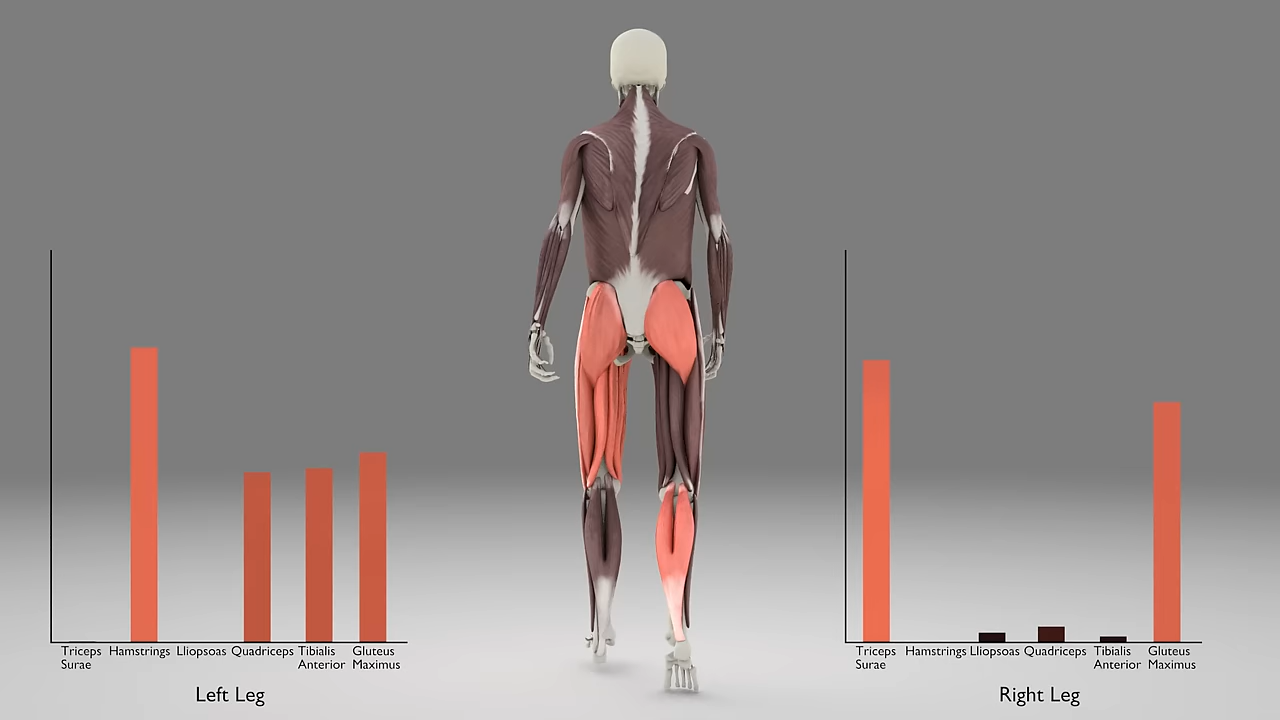 Triceps Surae
Hamstrings
Lliopsoas
Quadriceps
Tibialis Anterior
Gluteus Maximus
Left Leg
Triceps Surae
Hamstrings
Lliopsoas
Quadriceps
Tibialis Anterior
Gluteus Maximus
Right Leg